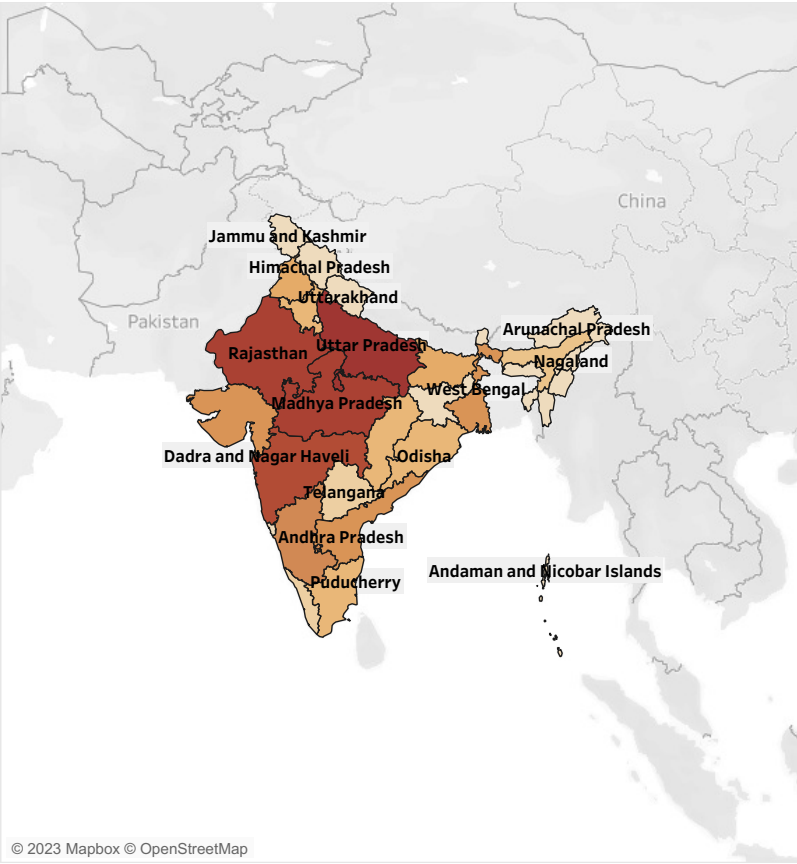 China
Jammu and Kashmir
Himachal Pradesh
Uttarakhand
Pakistan
Arunachal Pradesh
Uttar Pradesh
Rajasthan
Nagaland
West Bengal
Madhya Pradesh
Dadra and Nagar Haveli
Odisha
Telangana
Andhra Pradesh
Andaman and Nicobar Islands
Puducherry
© 2023 Mapbox © OpenStreetMap